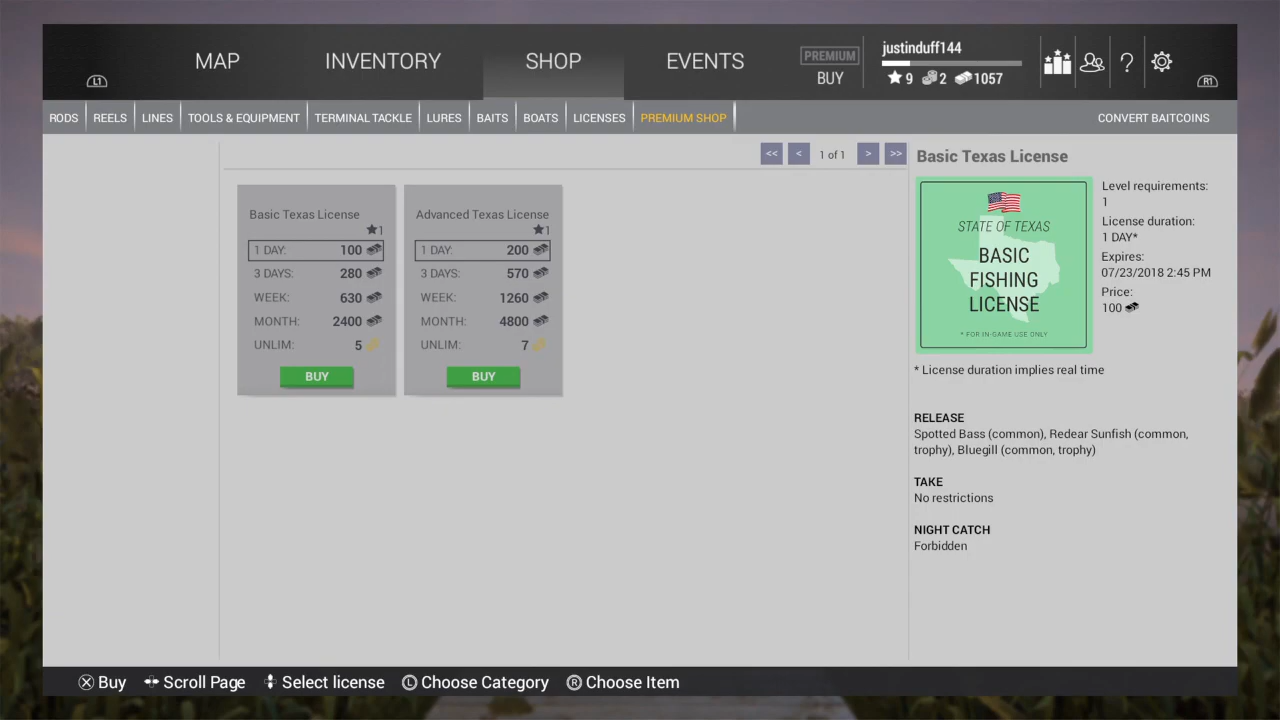 MAP
INVENTORY
SHOP
EVENTS
PREMIUM
BUY
justinduff144
9 2 1057
L1
?
R1
RODS
REELS
LINES
TOOLS & EQUIPMENT
TERMINAL TACKLE
LURES
BAITS
BOATS
LICENSES
PREMIUM SHOP
CONVERT BAITCOINS
<< < 1 of 1 > >>
Basic Texas License
1
1 DAY: 100
3 DAYS: 280
WEEK: 630
MONTH: 2400
UNLIM: 5
BUY
Advanced Texas License
1
1 DAY: 200
3 DAYS: 570
WEEK: 1260
MONTH: 4800
UNLIM: 7
BUY
Basic Texas License
STATE OF TEXAS
BASIC
FISHING
LICENSE
* FOR IN-GAME USE ONLY
Level requirements:
1
License duration:
1 DAY*
Expires:
07/23/2018 2:45 PM
Price:
100
* License duration implies real time
RELEASE
Spotted Bass (common), Redear Sunfish (common,
trophy), Bluegill (common, trophy)
TAKE
No restrictions
NIGHT CATCH
Forbidden
Buy
Scroll Page
Select license
L Choose Category
R Choose Item